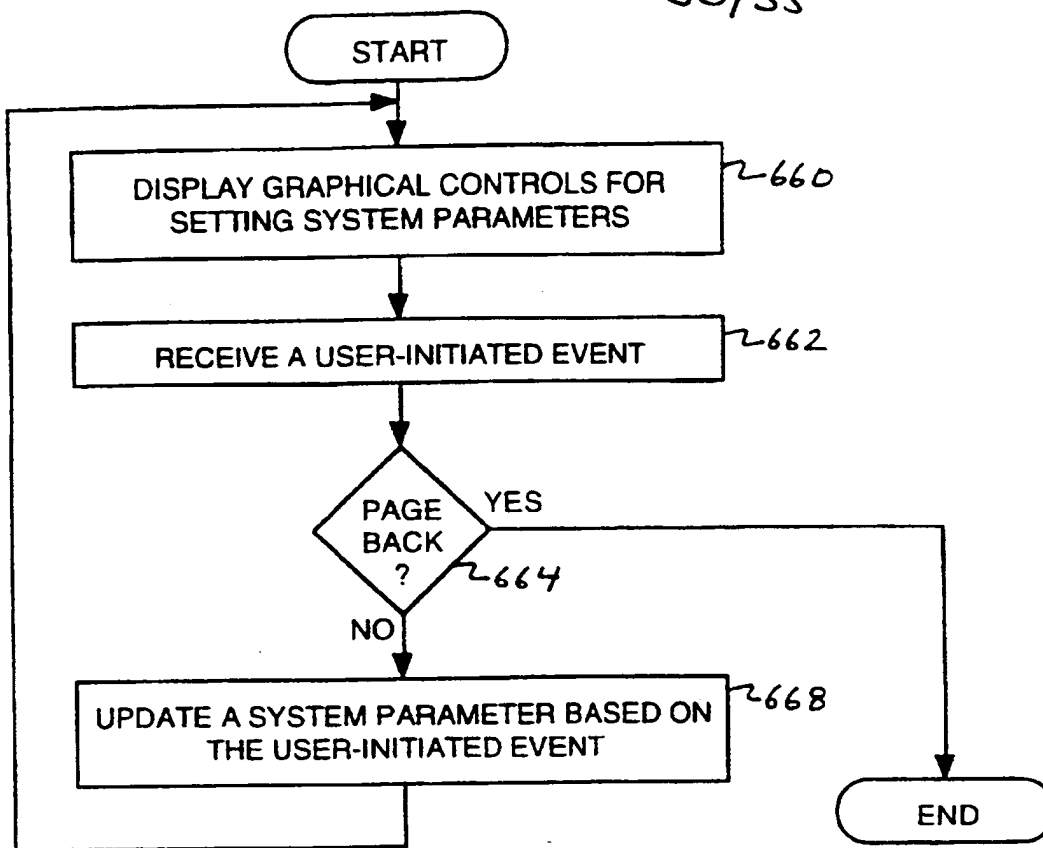 START
DISPLAY GRAPHICAL CONTROLS FOR
SETTING SYSTEM PARAMETERS
660
RECEIVE A USER-INITIATED EVENT
662
PAGE
BACK
?
YES
664
NO
UPDATE A SYSTEM PARAMETER BASED ON
THE USER-INITIATED EVENT
668
END